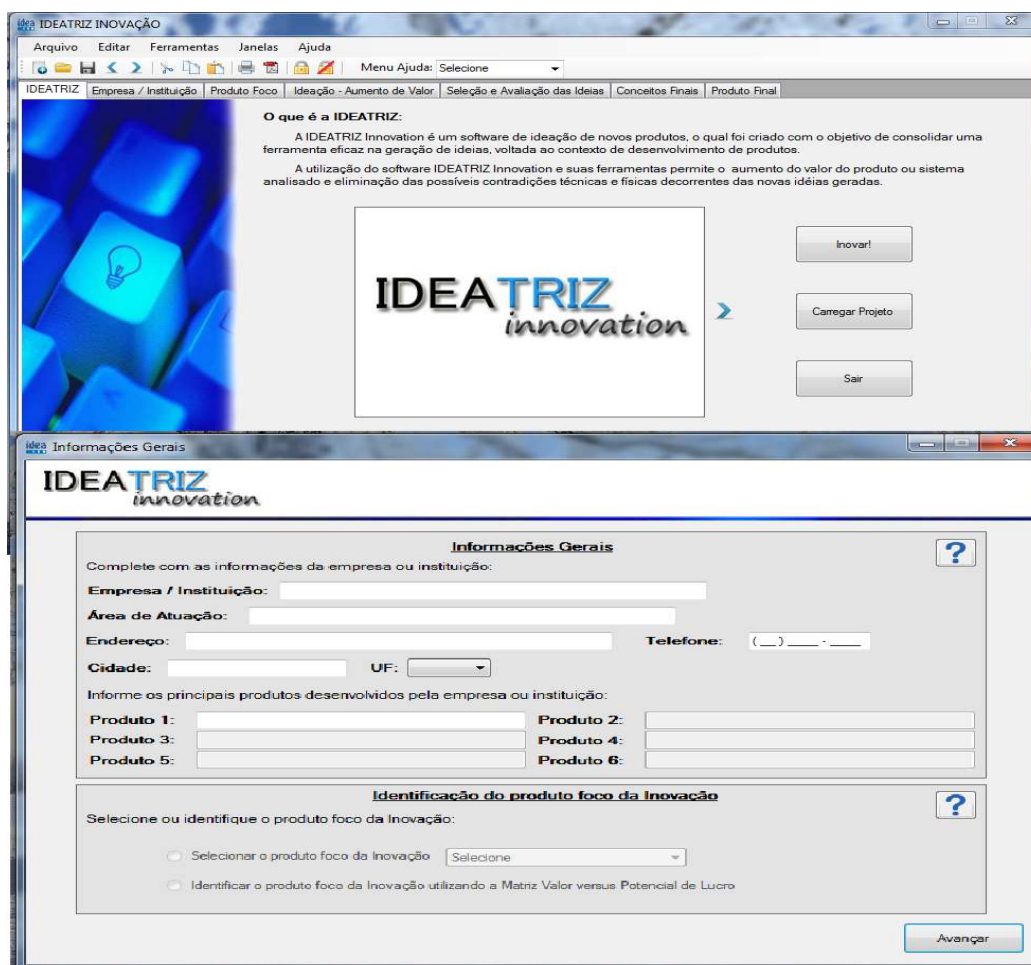 idea IDEATRIZ INOVAÇÃO
Arquivo Editar Ferramentas Janelas Ajuda
Menu Ajuda: Selecione
IDEATRIZ Empresa / Instituição Produto Foco Ideação - Aumento de Valor Seleção e Avaliação das Ideias Conceitos Finais Produto Final
O que é a IDEATRIZ:
A IDEATRIZ Innovation é um software de ideação de novos produtos, o qual foi criado com o objetivo de consolidar uma
ferramenta eficaz na geração de ideias, voltada ao contexto de desenvolvimento de produtos.
A utilização do software IDEATRIZ Innovation e suas ferramentas permite o aumento do valor do produto ou sistema
analisado e eliminação das possíveis contradições técnicas e físicas decorrentes das novas idéias geradas.
IDEATRIZ
innovation
Inovar!
Carregar Projeto
Sair
idea Informações Gerais
IDEATRIZ
innovation
Informações Gerais
?
Complete com as informações da empresa ou instituição:
Empresa / Instituição:
Área de Atuação:
Endereço: Telefone: (__)____-____
Cidade: UF:
Informe os principais produtos desenvolvidos pela empresa ou instituição:
Produto 1: Produto 2:
Produto 3: Produto 4:
Produto 5: Produto 6:
Identificação do produto foco da Inovação
?
Selecione ou identifique o produto foco da Inovação:
Selecionar o produto foco da Inovação Selecione
Identificar o produto foco da Inovação utilizando a Matriz Valor versus Potencial de Lucro
Avançar